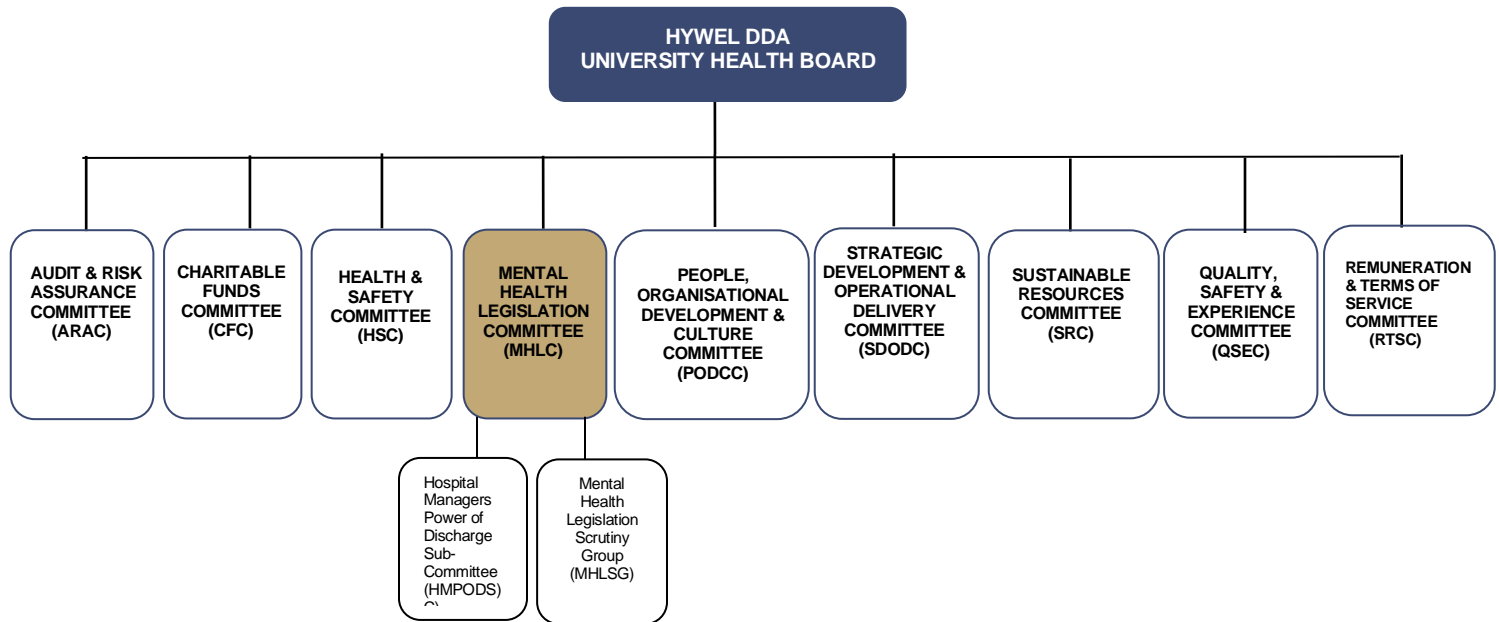 HYWEL DDA
UNIVERSITY HEALTH BOARD
AUDIT & RISK
ASSURANCE
COMMITTEE
(ARAC)
CHARITABLE
FUNDS
COMMITTEE
(CFC)
HEALTH &
SAFETY
COMMITTEE
(HSC)
MENTAL
HEALTH
LEGISLATION
COMMITTEE
(MHLC)
PEOPLE,
ORGANISATIONAL
DEVELOPMENT &
CULTURE
COMMITTEE
(PODCC)
STRATEGIC
DEVELOPMENT &
OPERATIONAL
DELIVERY
COMMITTEE
(SDODC)
SUSTAINABLE
RESOURCES
COMMITTEE
(SRC)
QUALITY,
SAFETY &
EXPERIENCE
COMMITTEE
(QSEC)
REMUNERATION
& TERMS OF
SERVICE
COMMITTEE
(RTSC)
Hospital
Managers
Power of
Discharge
Sub-
Committee
(HMPODS)
C)
Mental
Health
Legislation
Scrutiny
Group
(MHLSG)